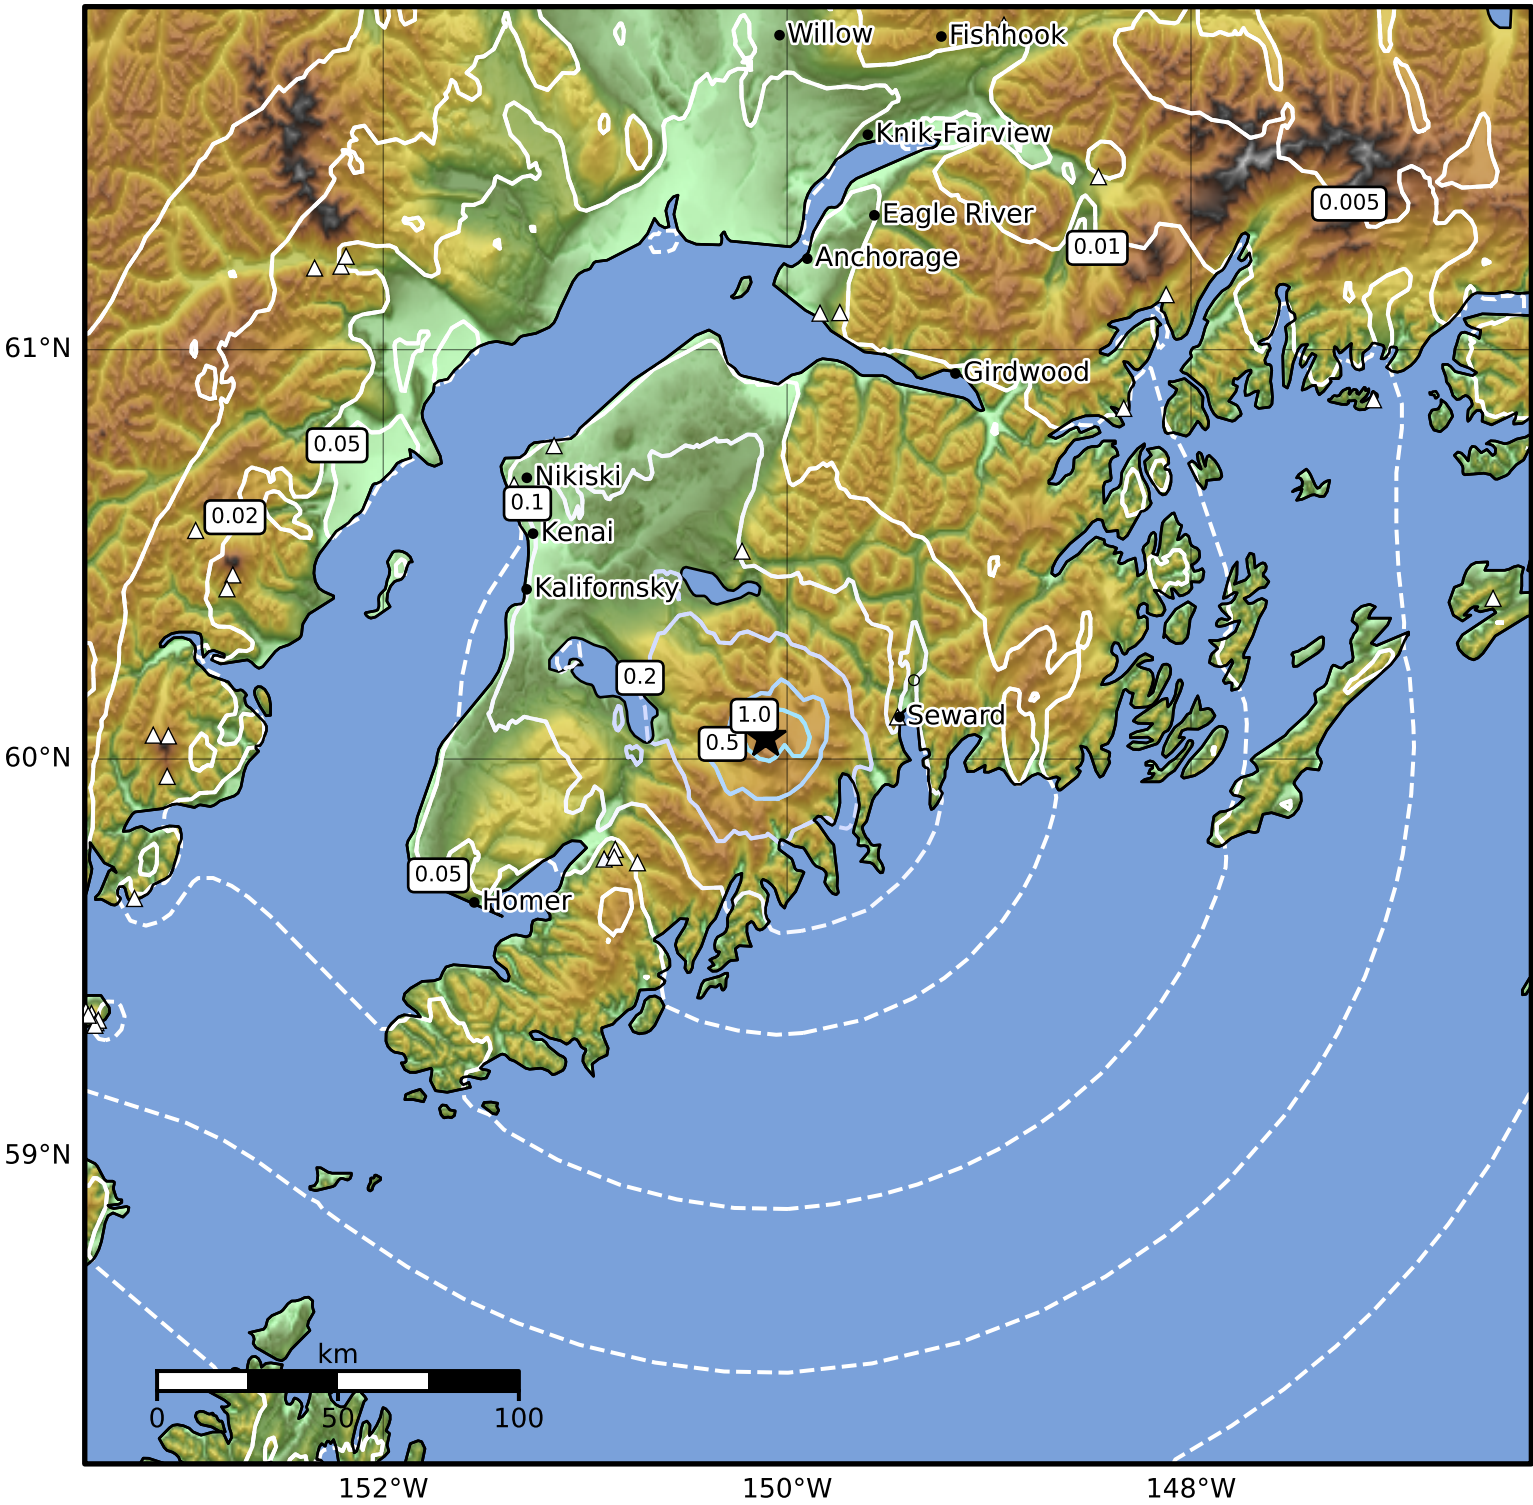 Willow
Fishhook
Knik-Fairview
0.005
Eagle River
0.01
Anchorage
61°N
Girdwood
0.05
Nikiski
0.1
0.02
Kenai
Kalifornsky
0.2
1.0
Seward
0.5
60°N
0.05
Homer
59°N
km
0 50 100
152°W 150°W 148°W